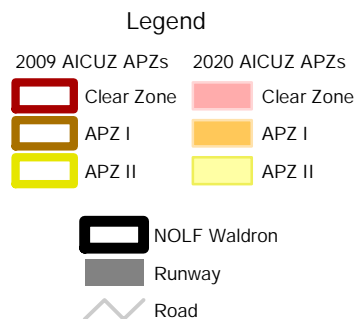 Legend
2009 AICUZ APZs 2020 AICUZ APZs
Clear Zone Clear Zone
APZ I APZ I
APZ II APZ II
NOLF Waldron
Runway
Road